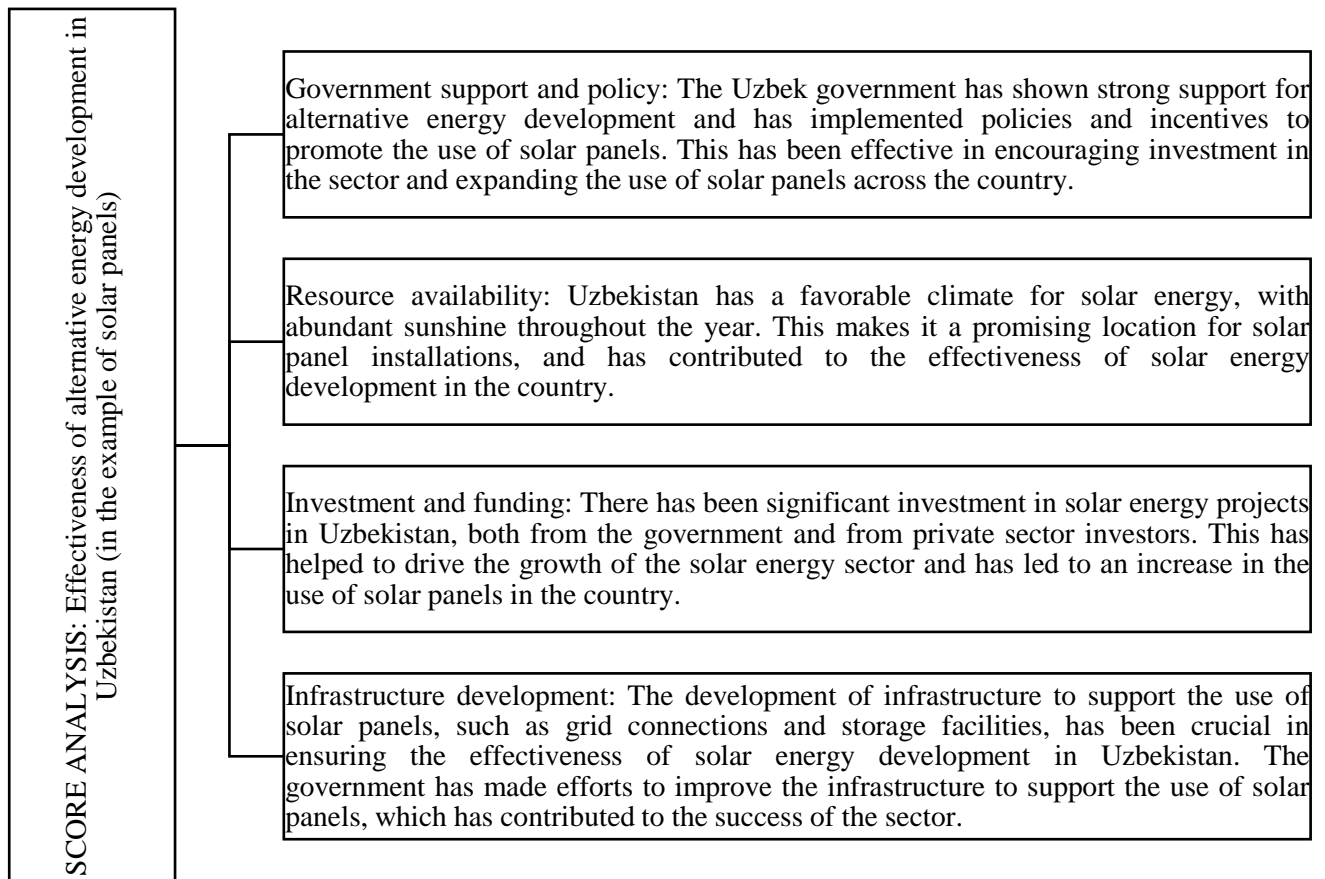 SCORE ANALYSIS: Effectiveness of alternative energy development in
Uzbekistan (in the example of solar panels)
Government support and policy: The Uzbek government has shown strong support for
alternative energy development and has implemented policies and incentives to
promote the use of solar panels. This has been effective in encouraging investment in
the sector and expanding the use of solar panels across the country.
Resource availability: Uzbekistan has a favorable climate for solar energy, with
abundant sunshine throughout the year. This makes it a promising location for solar
panel installations, and has contributed to the effectiveness of solar energy
development in the country.
Investment and funding: There has been significant investment in solar energy projects
in Uzbekistan, both from the government and from private sector investors. This has
helped to drive the growth of the solar energy sector and has led to an increase in the
use of solar panels in the country.
Infrastructure development: The development of infrastructure to support the use of
solar panels, such as grid connections and storage facilities, has been crucial in
ensuring the effectiveness of solar energy development in Uzbekistan. The
government has made efforts to improve the infrastructure to support the use of solar
panels, which has contributed to the success of the sector.